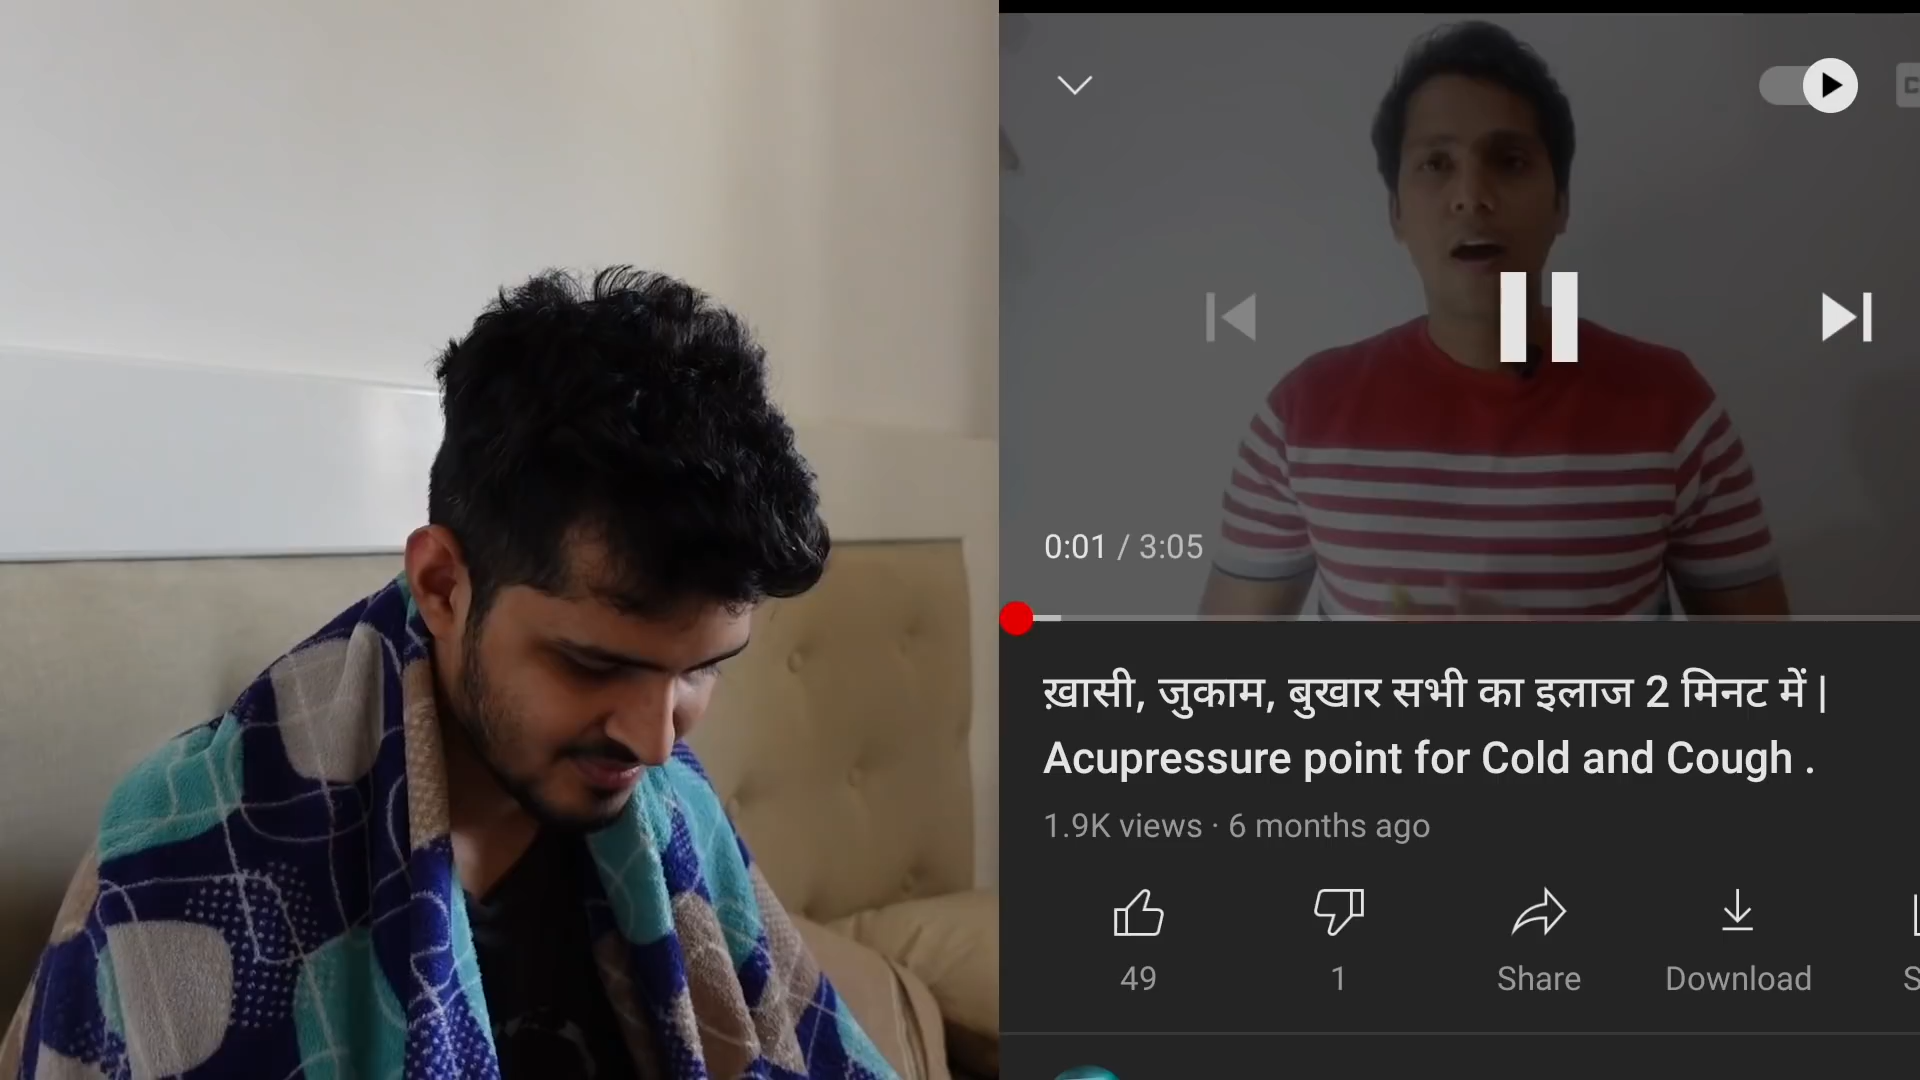 0:01 / 3:05
ख़ासी, जुकाम, बुखार सभी का इलाज 2 मिनट में |
Acupressure point for Cold and Cough .
1.9K views · 6 months ago
49
1
Share
Download